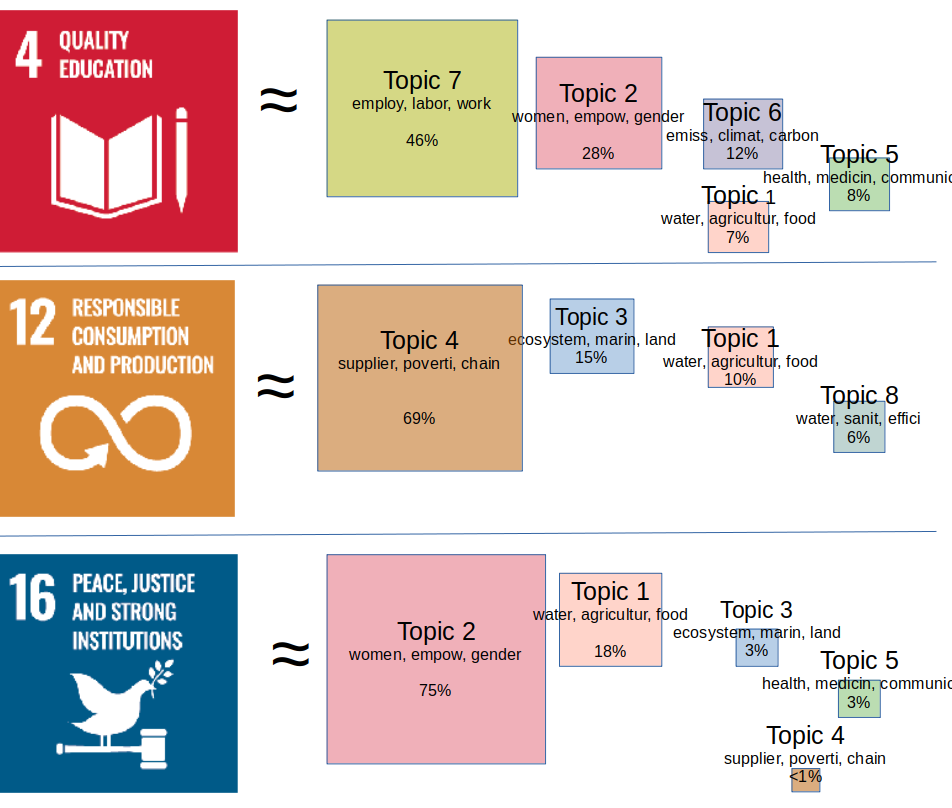 4 QUALITY
EDUCATION
≈
Topic 7
employ, labor, work
46%
Topic 2
women, empow, gender
28%
Topic 6
emiss, climat, carbon
12%
Topic 5
health, medicin, communic
8%
Topic 1
water, agricultur, food
7%
12 RESPONSIBLE
CONSUMPTION
AND PRODUCTION
≈
Topic 4
supplier, poverti, chain
69%
Topic 3
ecosystem, marin, land
15%
Topic 1
water, agricultur, food
10%
Topic 8
water, sanit, effici
6%
16 PEACE, JUSTICE
AND STRONG
INSTITUTIONS
≈
Topic 2
women, empow, gender
75%
Topic 1
water, agricultur, food
18%
Topic 3
ecosystem, marin, land
3%
Topic 5
health, medicin, communic
3%
Topic 4
supplier, poverti, chain
<1%